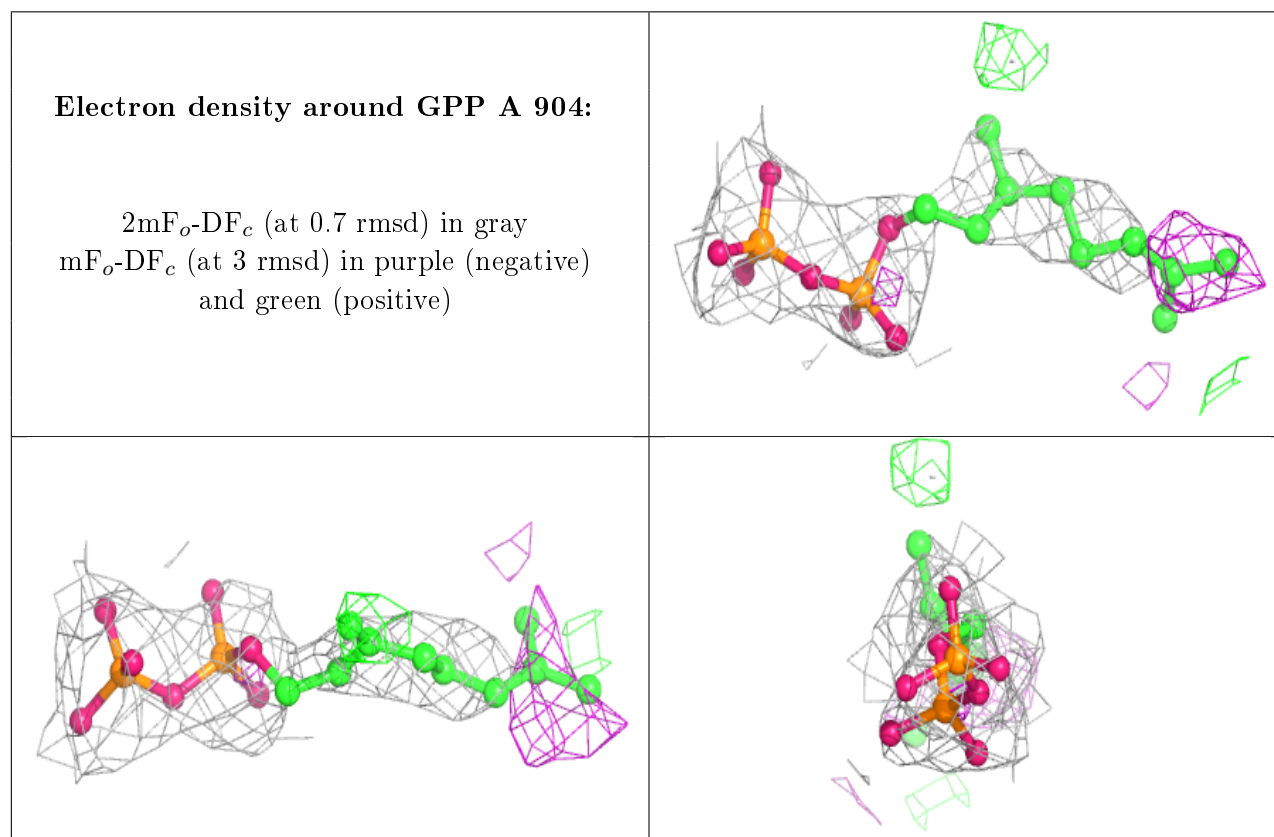 Electron density around GPP A 904:
2mFo-DFc (at 0.7 rmsd) in gray
mFo-DFc (at 3 rmsd) in purple (negative)
and green (positive)